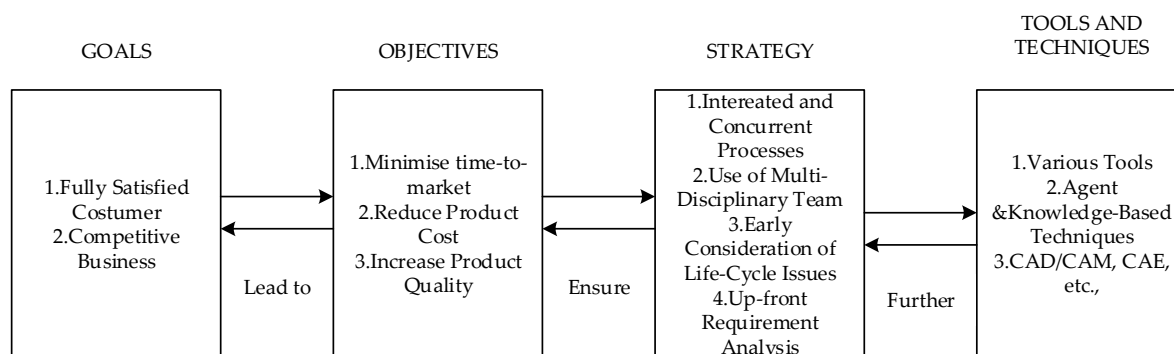 GOALS
1.Fully Satisfied
Costumer
2.Competitive
Business
Lead to
OBJECTIVES
1.Minimise time-to-
market
2.Reduce Product
Cost
3.Increase Product
Quality
Ensure
STRATEGY
1.Intereated and
Concurrent
Processes
2.Use of Multi-
Disciplinary Team
3.Early
Consideration of
Life-Cycle Issues
4.Up-front
Requirement
Analysis
Further
TOOLS AND
TECHNIQUES
1.Various Tools
2.Agent
&Knowledge-Based
Techniques
3.CAD/CAM, CAE,
etc.,